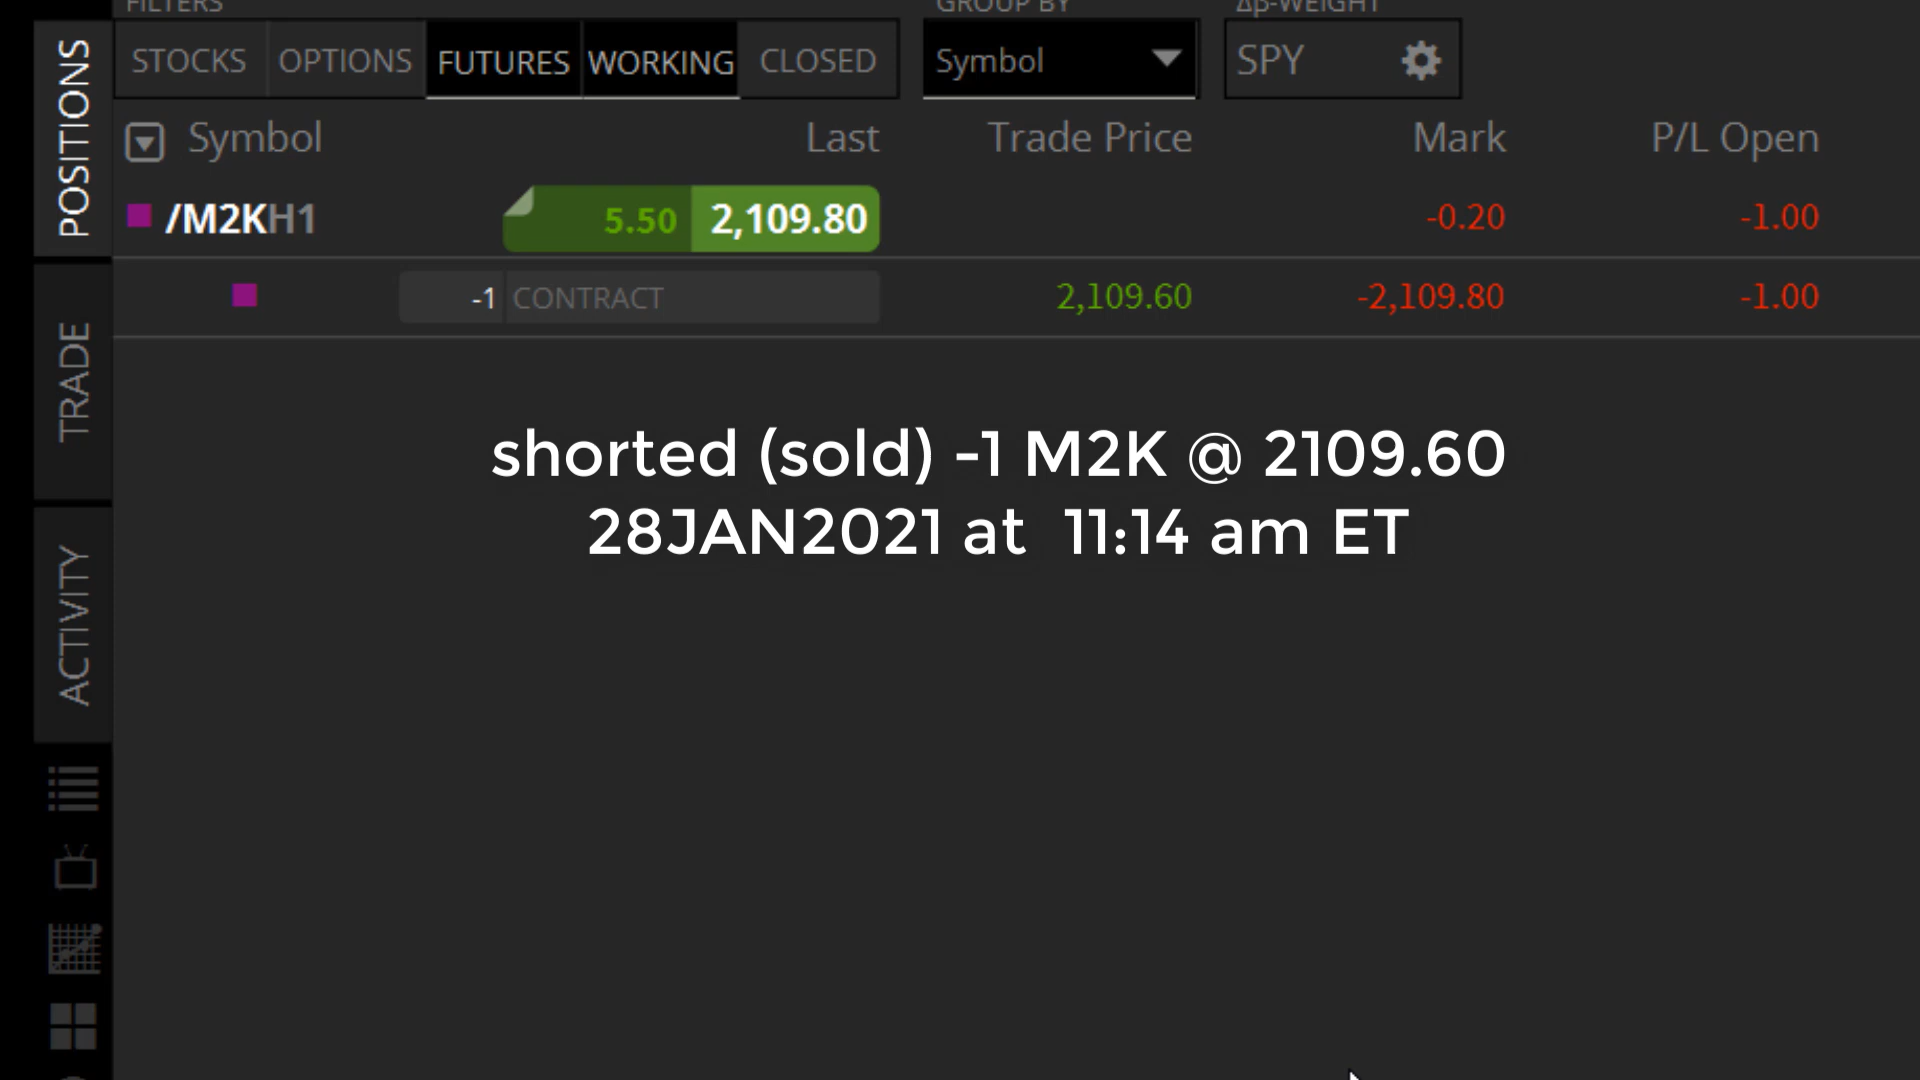 FILTERS
GROUP BY
Δβ-WEIGHT
STOCKS OPTIONS FUTURES WORKING CLOSED Symbol SPY
Symbol Last Trade Price Mark P/L Open
/M2KH1 5.50 2,109.80 -0.20 -1.00
-1 CONTRACT 2,109.60 -2,109.80 -1.00
shorted (sold) -1 M2K @ 2109.60
28JAN2021 at 11:14 am ET
POSITIONS
TRADE
ACTIVITY